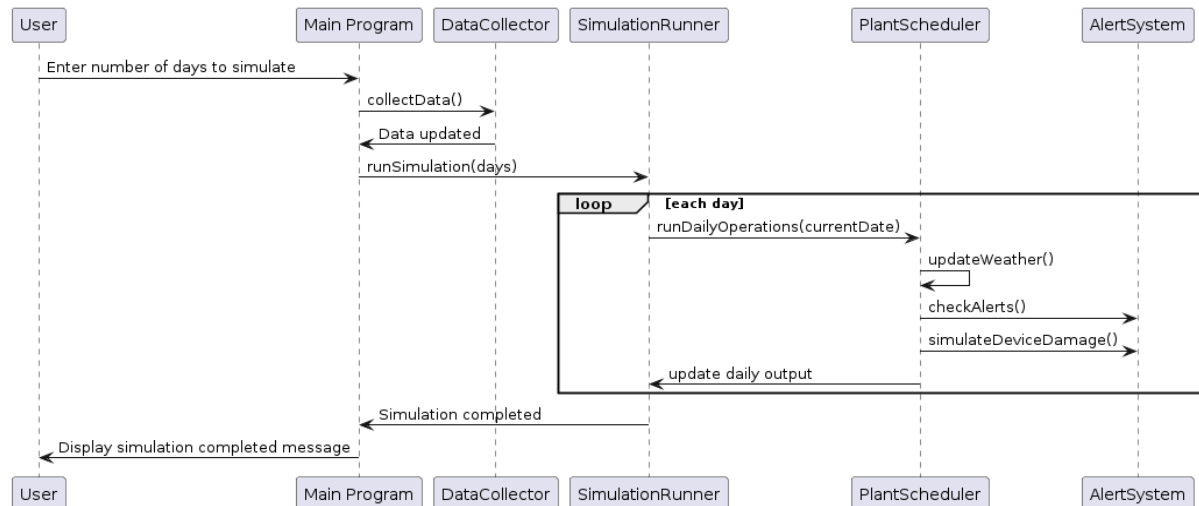 User Main Program DataCollector SimulationRunner PlantScheduler AlertSystem
Enter number of days to simulate
collectData()
Data updated
runSimulation(days)
loop [each day]
runDailyOperations(currentDate)
updateWeather()
checkAlerts()
simulateDeviceDamage()
update daily output
Simulation completed
Display simulation completed message
User Main Program DataCollector SimulationRunner PlantScheduler AlertSystem